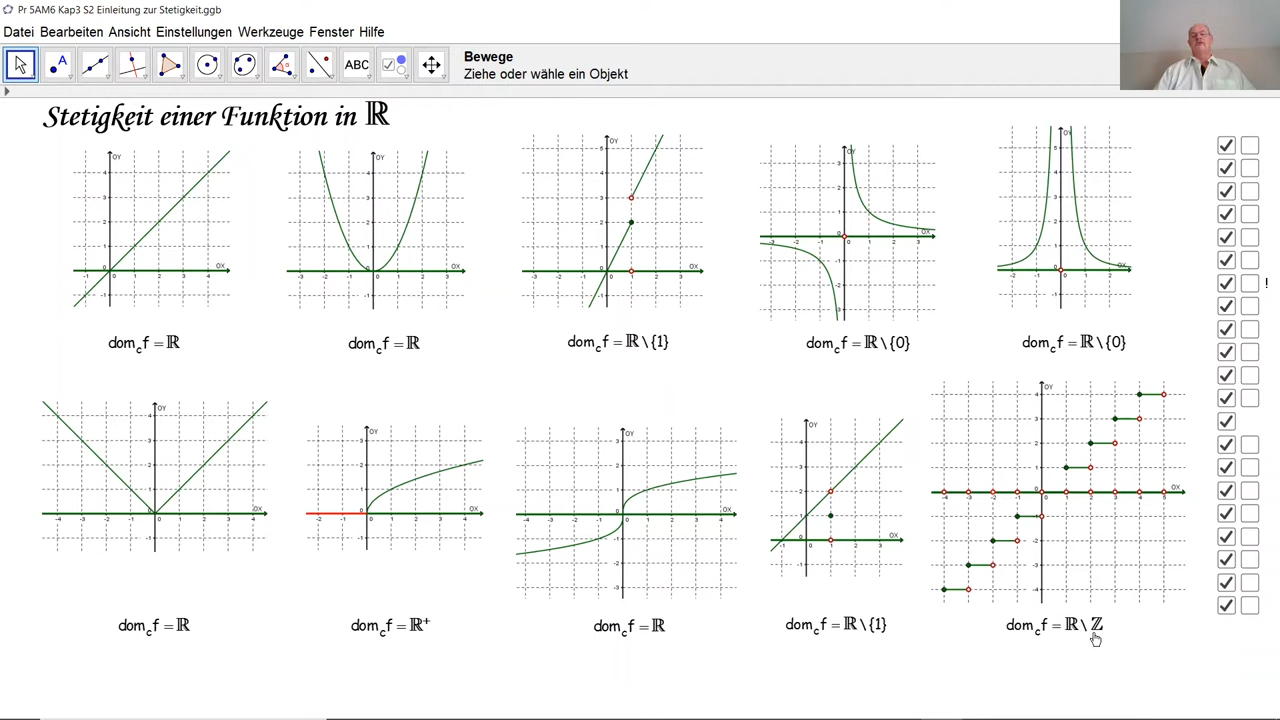 Pr 5AM6 Kap3 S2 Einleitung zur Stetigkeit.ggb
Datei Bearbeiten Ansicht Einstellungen Werkzeuge Fenster Hilfe
A
ABC
Bewege
Ziehe oder wähle ein Objekt
Stetigkeit einer Funktion in ℝ
dom_c f = ℝ
dom_c f = ℝ
dom_c f = ℝ\{1}
dom_c f = ℝ\{0}
dom_c f = ℝ\{0}
!
dom_c f = ℝ
dom_c f = ℝ⁺
dom_c f = ℝ
dom_c f = ℝ\{1}
dom_c f = ℝ\ℤ